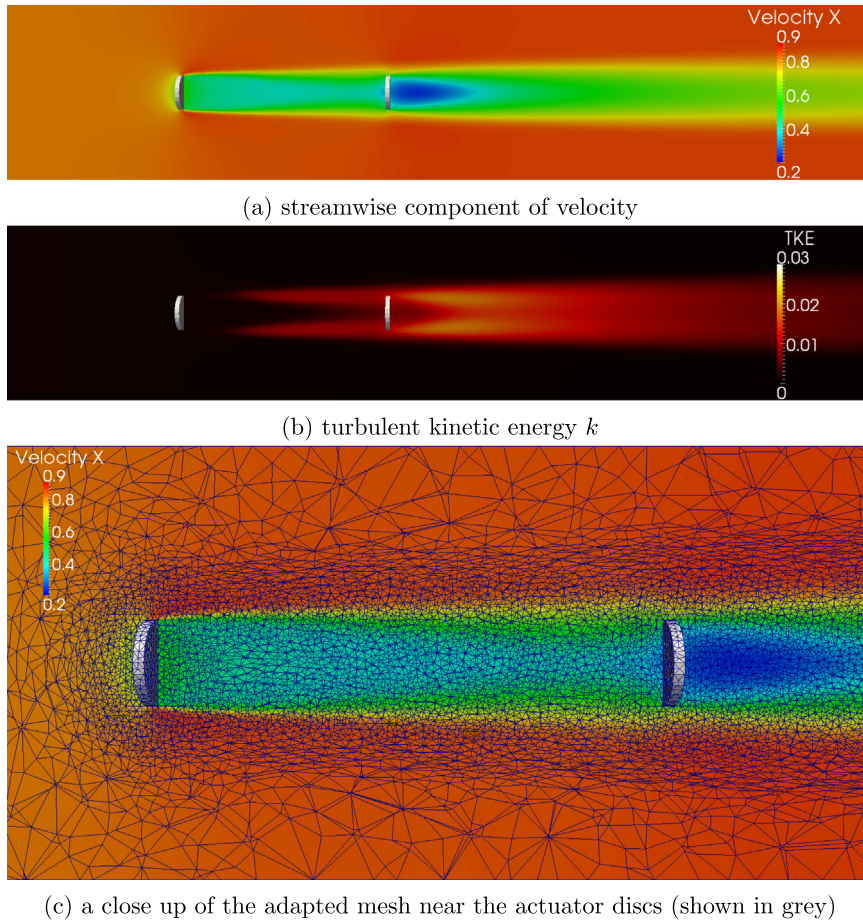 Velocity X
0.9
0.8
0.6
0.4
0.2
(a) streamwise component of velocity
TKE
0.03
0.02
0.01
0
(b) turbulent kinetic energy k
Velocity X
0.9
0.8
0.6
0.4
0.2
(c) a close up of the adapted mesh near the actuator discs (shown in grey)